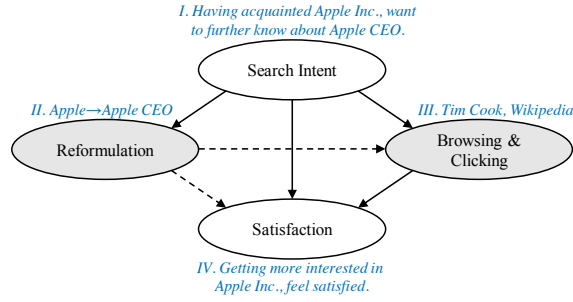 I. Having acquainted Apple Inc., want
to further know about Apple CEO.
Search Intent
II. Apple→Apple CEO
III. Tim Cook, Wikipedia
Reformulation
Browsing &
Clicking
Satisfaction
IV. Getting more interested in
Apple Inc., feel satisfied.